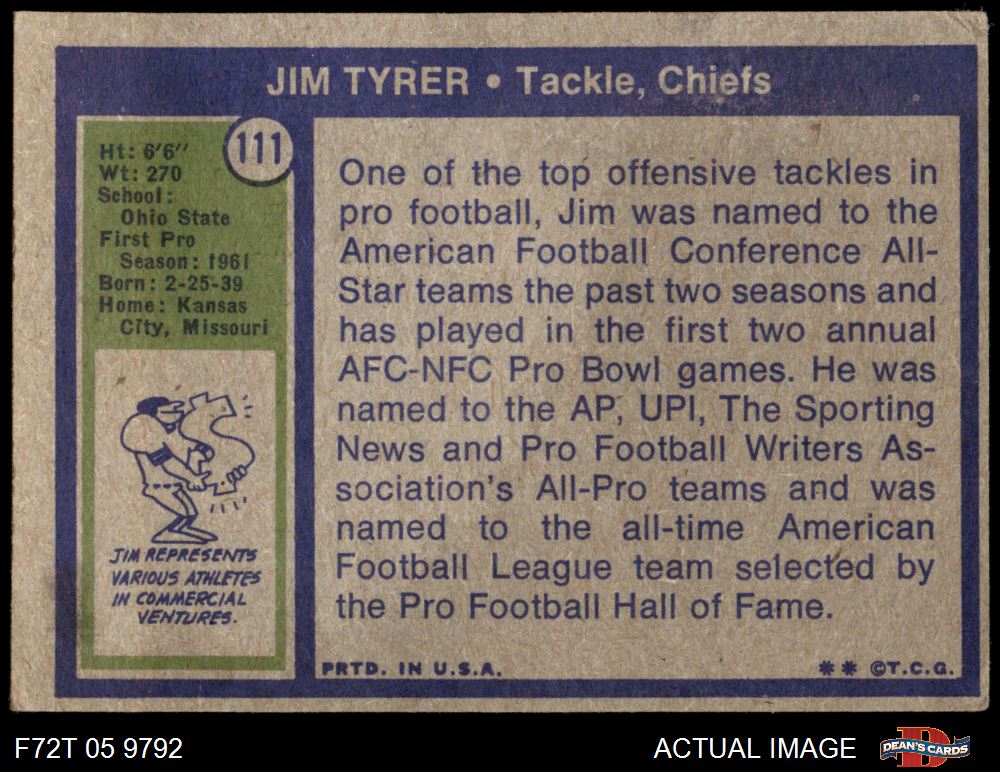 JIM TYRER • Tackle, Chiefs
111
Ht: 6'6''
Wt: 270
School:
Ohio State
First Pro
Season: 1961
Born: 2-25-39
Home: Kansas
City, Missouri
JIM REPRESENTS
VARIOUS ATHLETES
IN COMMERCIAL
VENTURES.
One of the top offensive tackles in
pro football, Jim was named to the
American Football Conference All-
Star teams the past two seasons and
has played in the first two annual
AFC-NFC Pro Bowl games. He was
named to the AP, UPI, The Sporting
News and Pro Football Writers As-
sociation's All-Pro teams and was
named to the all-time American
Football League team selected by
the Pro Football Hall of Fame.
PRTD. IN U.S.A.
** ©T.C.G.
F72T 05 9792
ACTUAL IMAGE
D
DEAN'S CARDS